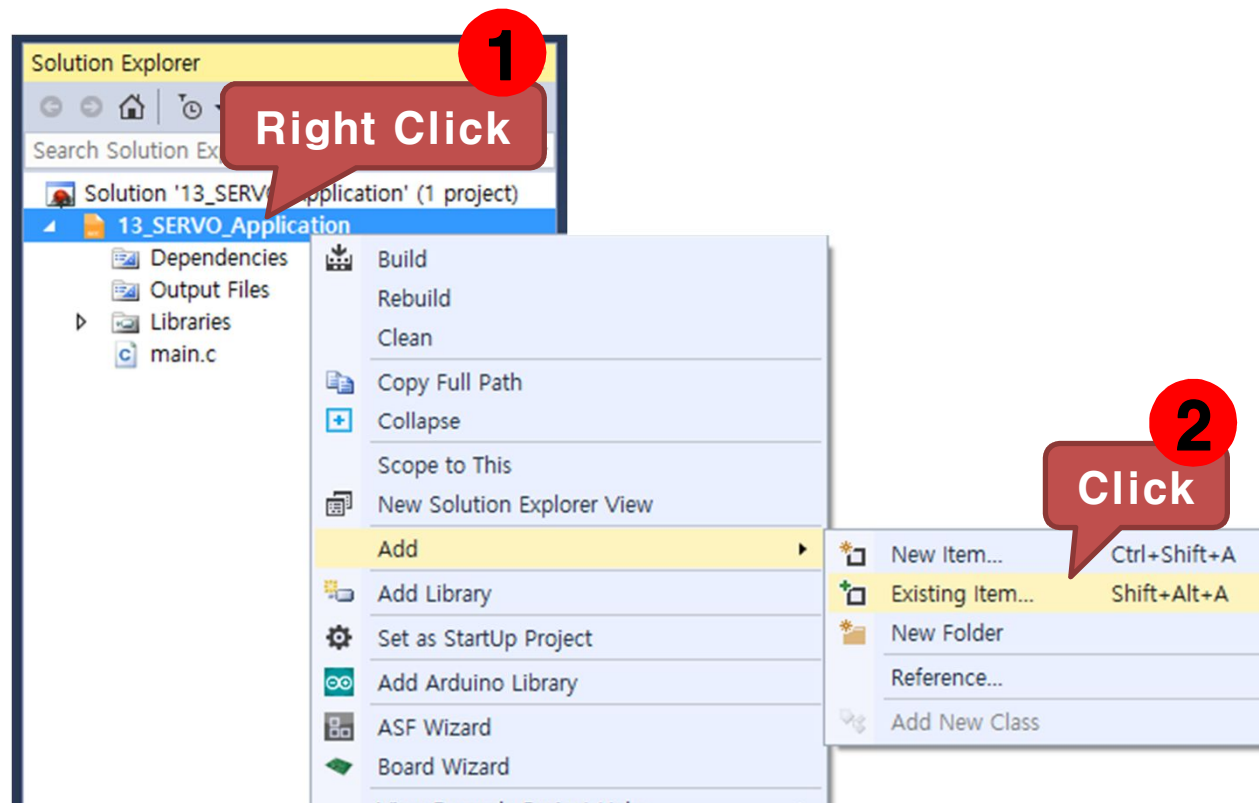 1
Solution Explorer
Right Click
Search Solution Ex
Solution '13_SERVO Application' (1 project)
13_SERVO_Application
Dependencies
Output Files
Libraries
c main.c
Build
Rebuild
Clean
Copy Full Path
Collapse
Scope to This
New Solution Explorer View
Add
Add Library
Set as StartUp Project
Add Arduino Library
ASF Wizard
Board Wizard
2
Click
New Item... Ctrl+Shift+A
Existing Item... Shift+Alt+A
New Folder
Reference...
Add New Class